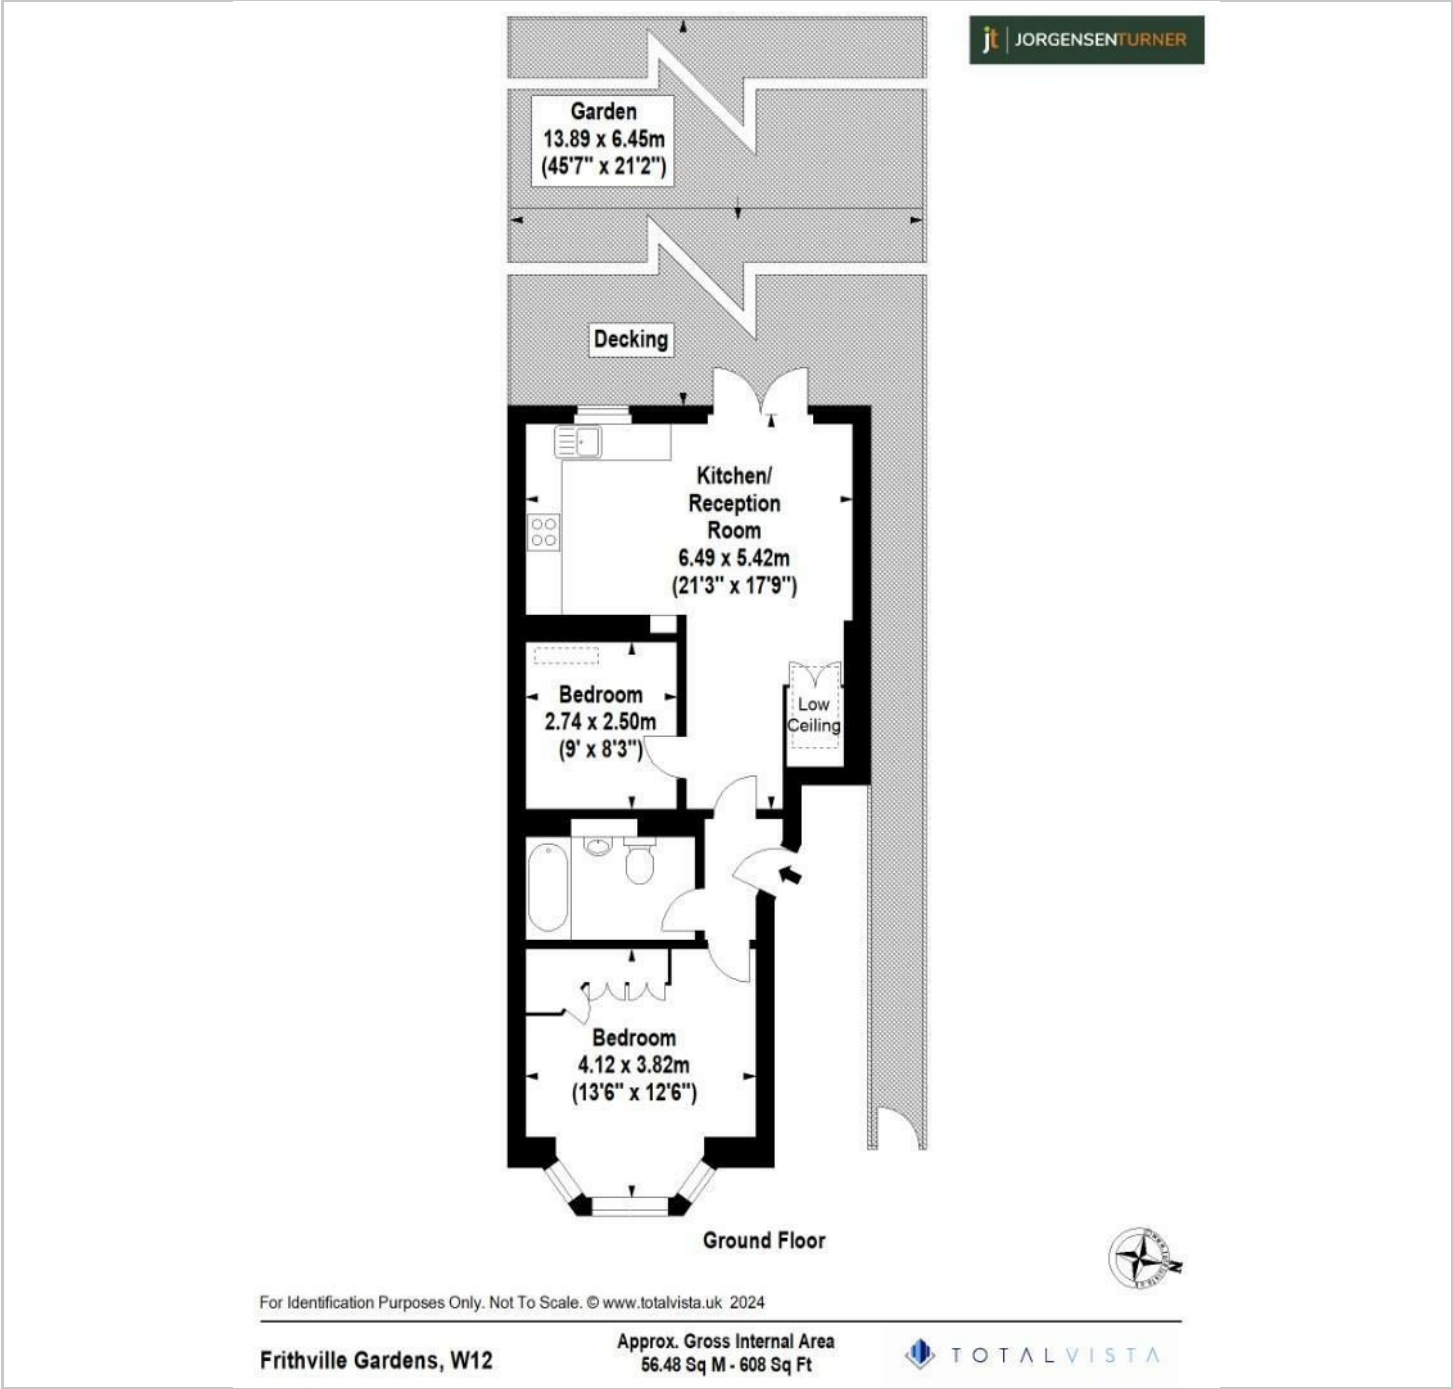 jt | JORGENSENTURNER
Garden
13.89 x 6.45m
(45'7" x 21'2")
Decking
Kitchen/
Reception
Room
6.49 x 5.42m
(21'3" x 17'9")
Bedroom
2.74 x 2.50m
(9' x 8'3")
Low
Ceiling
Bedroom
4.12 x 3.82m
(13'6" x 12'6")
Ground Floor
N
For Identification Purposes Only. Not To Scale. © www.totalvista.uk 2024
Frithville Gardens, W12
Approx. Gross Internal Area
56.48 Sq M - 608 Sq Ft
TOTALVISTA